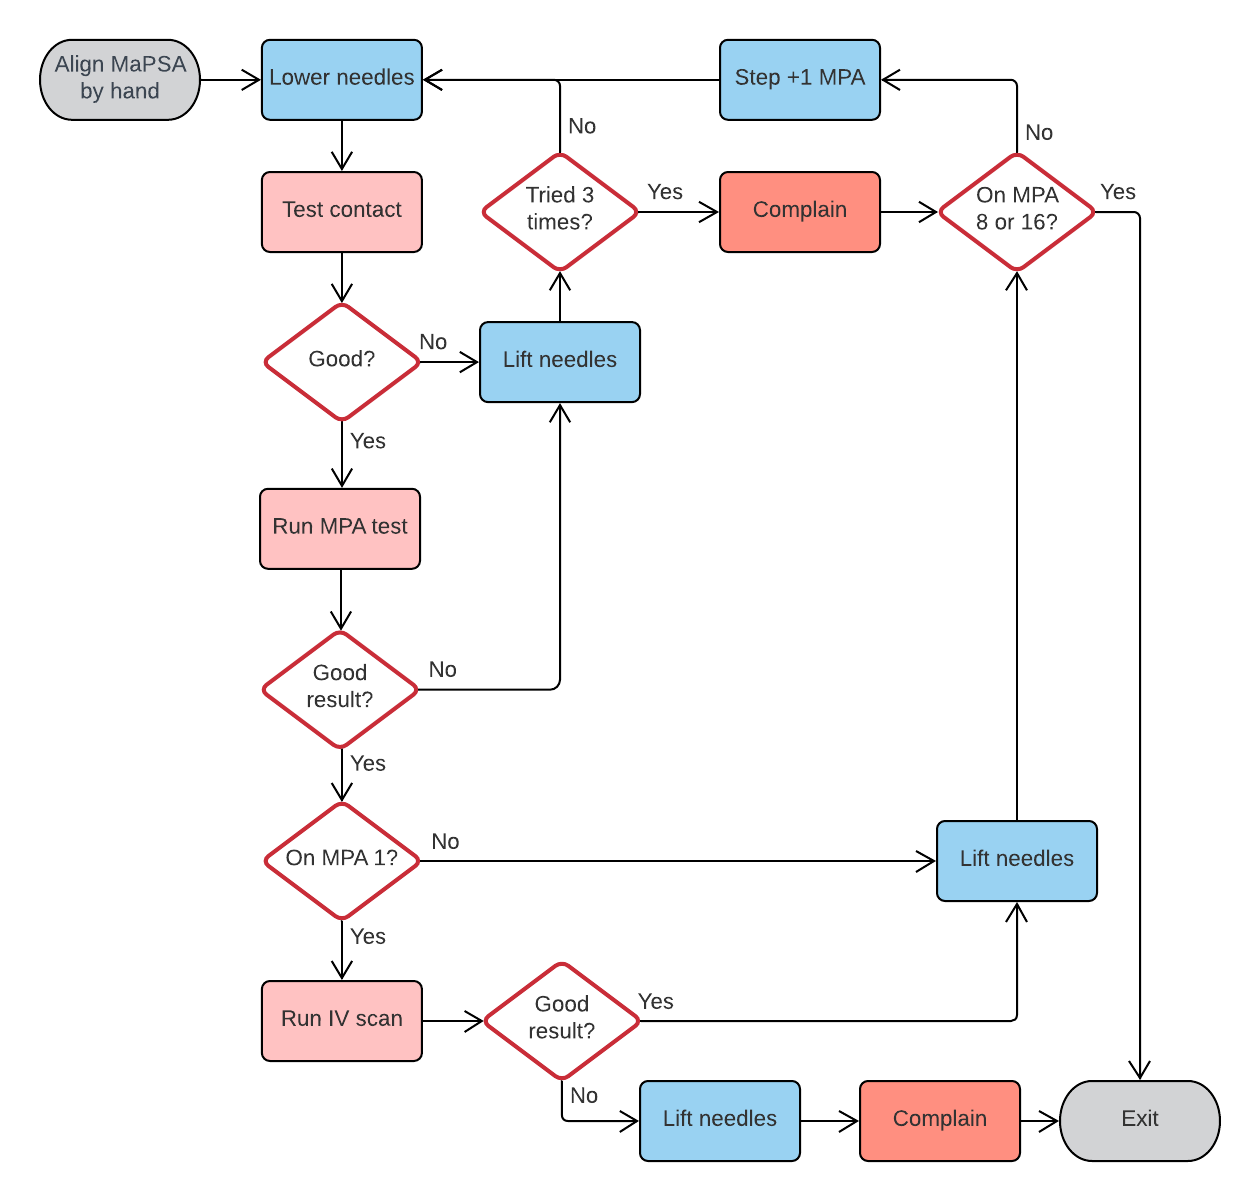 Align MaPSA
by hand
Lower needles
Step +1 MPA
No
No
Test contact
Tried 3
times?
Yes
Complain
On MPA
8 or 16?
Yes
Good?
No
Lift needles
Yes
Run MPA test
Good
result?
No
Yes
On MPA 1?
No
Lift needles
Yes
Run IV scan
Good
result?
Yes
No
Lift needles
Complain
Exit